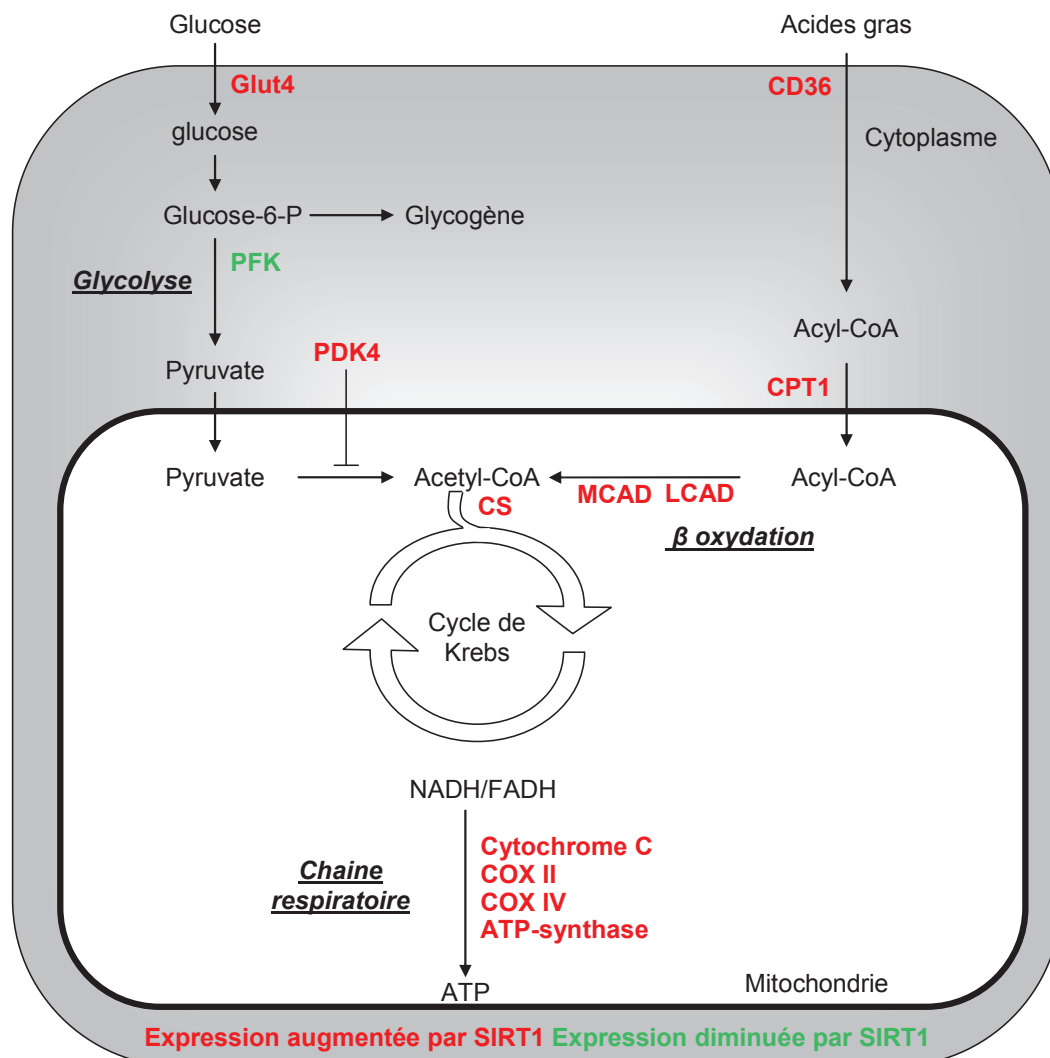 Glucose
Acides gras
Glut4
CD36
glucose
Cytoplasme
Glucose-6-P
Glycogène
PFK
Glycolyse
Acyl-CoA
PDK4
Pyruvate
CPT1
Pyruvate
Acetyl-CoA
Acyl-CoA
MCAD LCAD
CS
β oxydation
Cycle de
Krebs
NADH/FADH
Cytochrome C
Chaine
respiratoire
COX II
COX IV
ATP-synthase
Mitochondrie
ATP
Expression augmentée par SIRT1 Expression diminuée par SIRT1